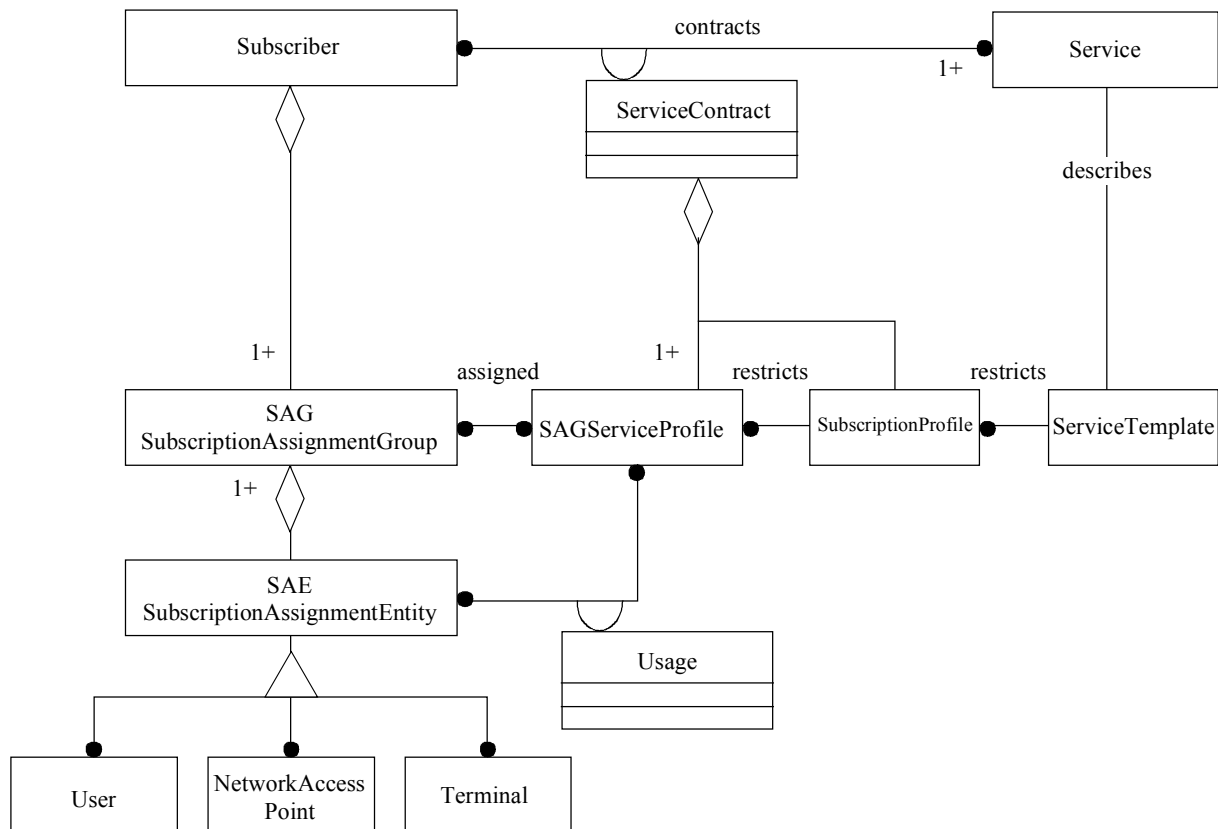 Subscriber
contracts
1+
Service
ServiceContract
describes
1+
1+
assigned
restricts
restricts
SAG
SubscriptionAssignmentGroup
SAGServiceProfile
SubscriptionProfile
ServiceTemplate
1+
SAE
SubscriptionAssignmentEntity
Usage
User
NetworkAccess
Point
Terminal